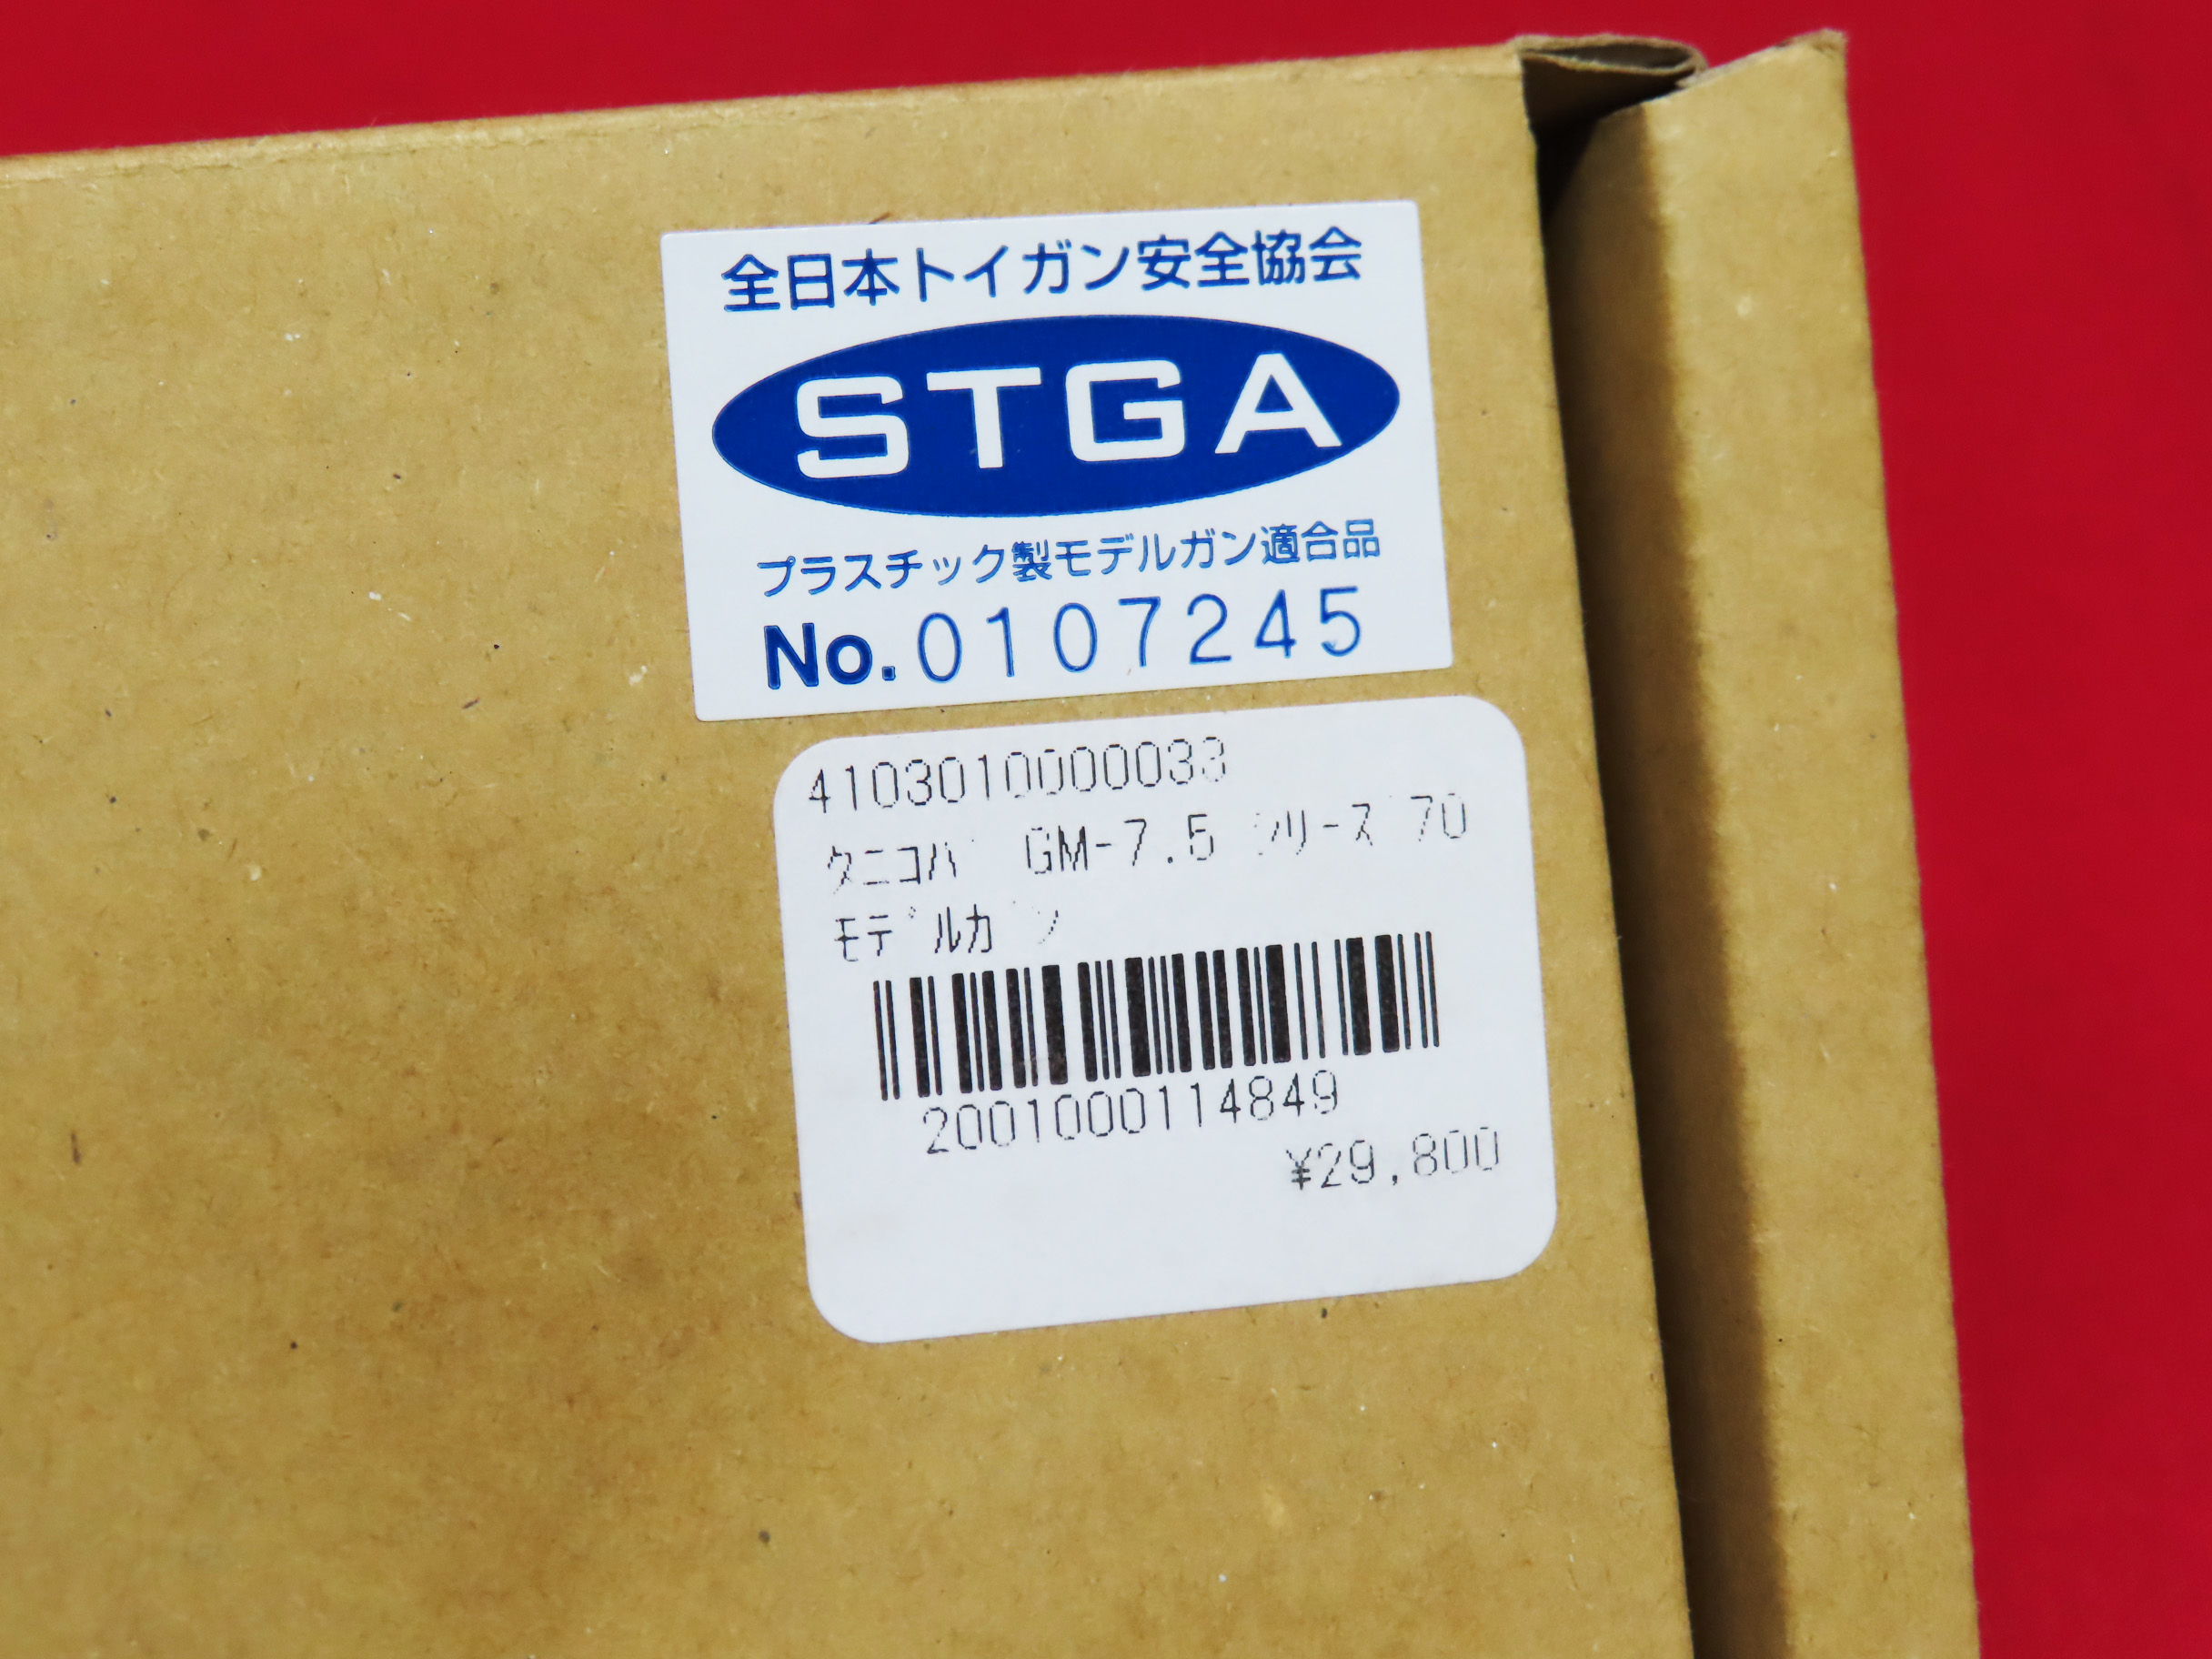 全日本トイガン安全協会
STGA
プラスチック製モデルガン適合品
No.0107245
4103010000033
ﾀﾆｺﾊﾞ GM-7.5 ｼﾘｰｽﾞ70
ﾓﾃﾞﾙｶﾞﾝ
2001000114849
¥29,800